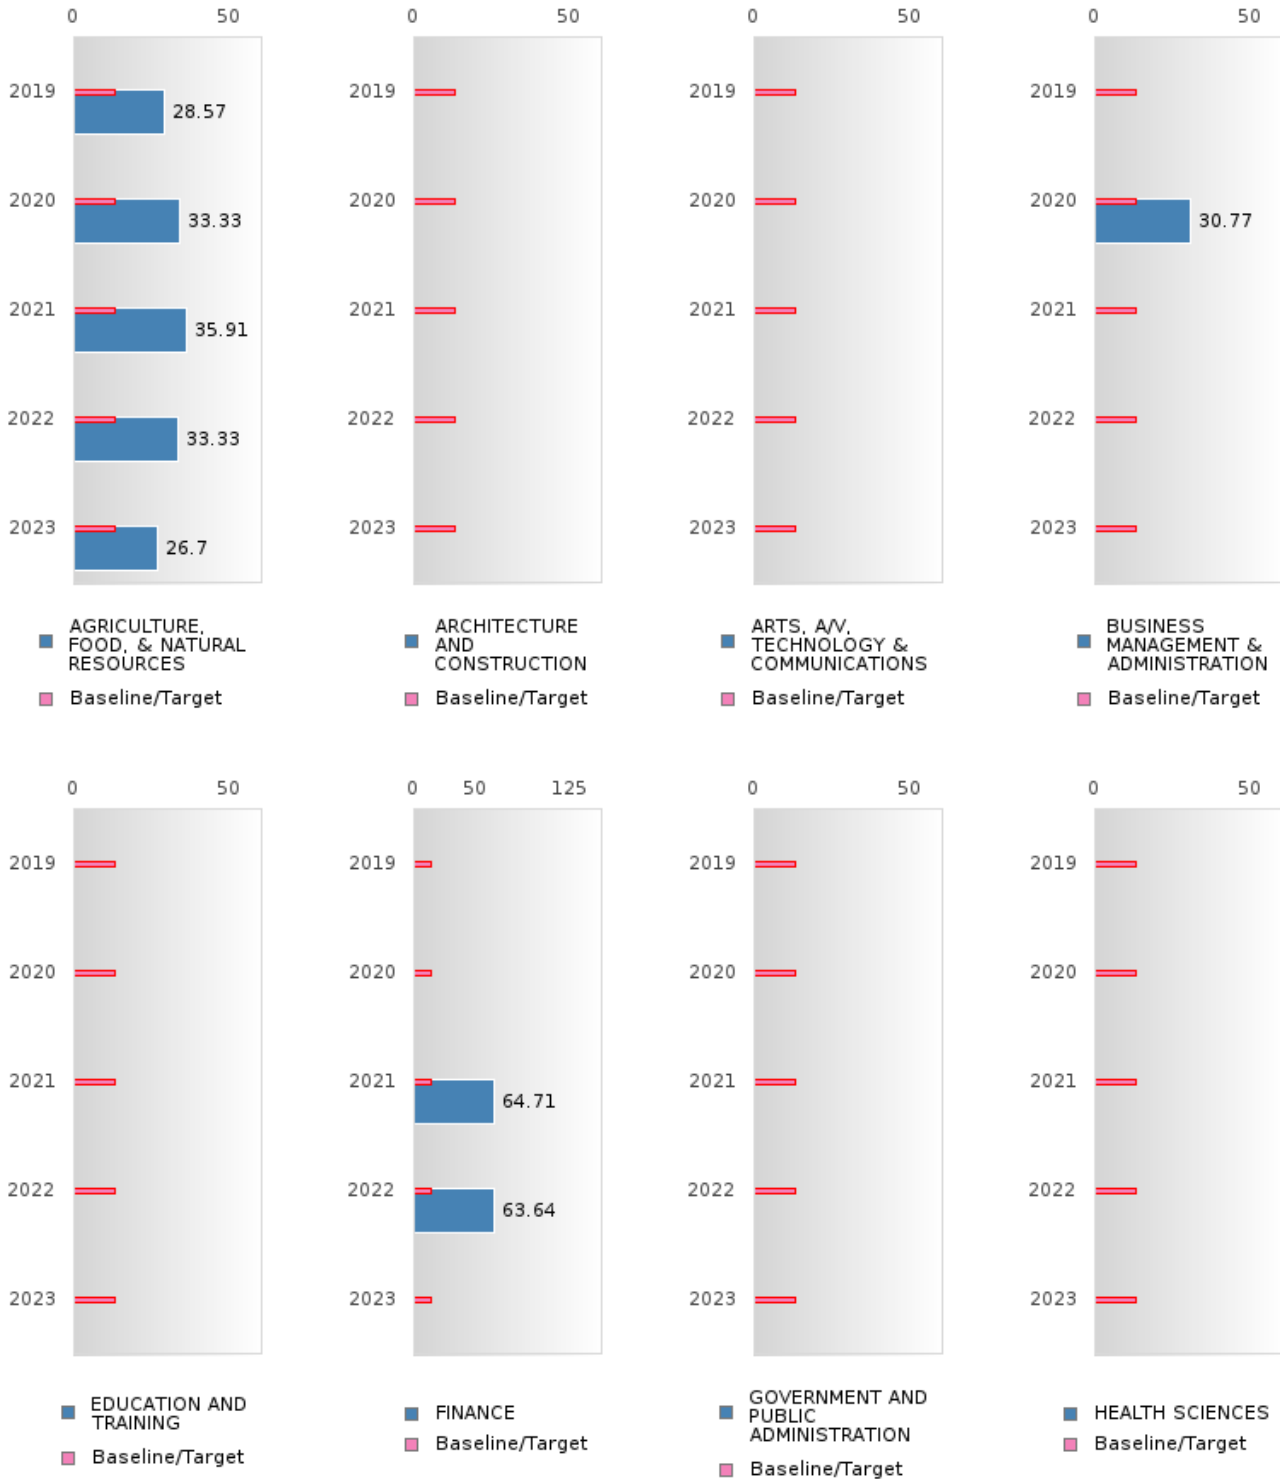 0 50
2019 28.57
2020 33.33
2021 35.91
2022 33.33
2023 26.7
AGRICULTURE,
FOOD, & NATURAL
RESOURCES
Baseline/Target
0 50
2019
2020
2021
2022
2023
ARCHITECTURE
AND
CONSTRUCTION
Baseline/Target
0 50
2019
2020
2021
2022
2023
ARTS, A/V,
TECHNOLOGY &
COMMUNICATIONS
Baseline/Target
0 50
2019
2020 30.77
2021
2022
2023
BUSINESS
MANAGEMENT &
ADMINISTRATION
Baseline/Target
0 50
2019
2020
2021
2022
2023
EDUCATION AND
TRAINING
Baseline/Target
0 50 125
2019
2020
2021 64.71
2022 63.64
2023
FINANCE
Baseline/Target
0 50
2019
2020
2021
2022
2023
GOVERNMENT AND
PUBLIC
ADMINISTRATION
Baseline/Target
0 50
2019
2020
2021
2022
2023
HEALTH SCIENCES
Baseline/Target